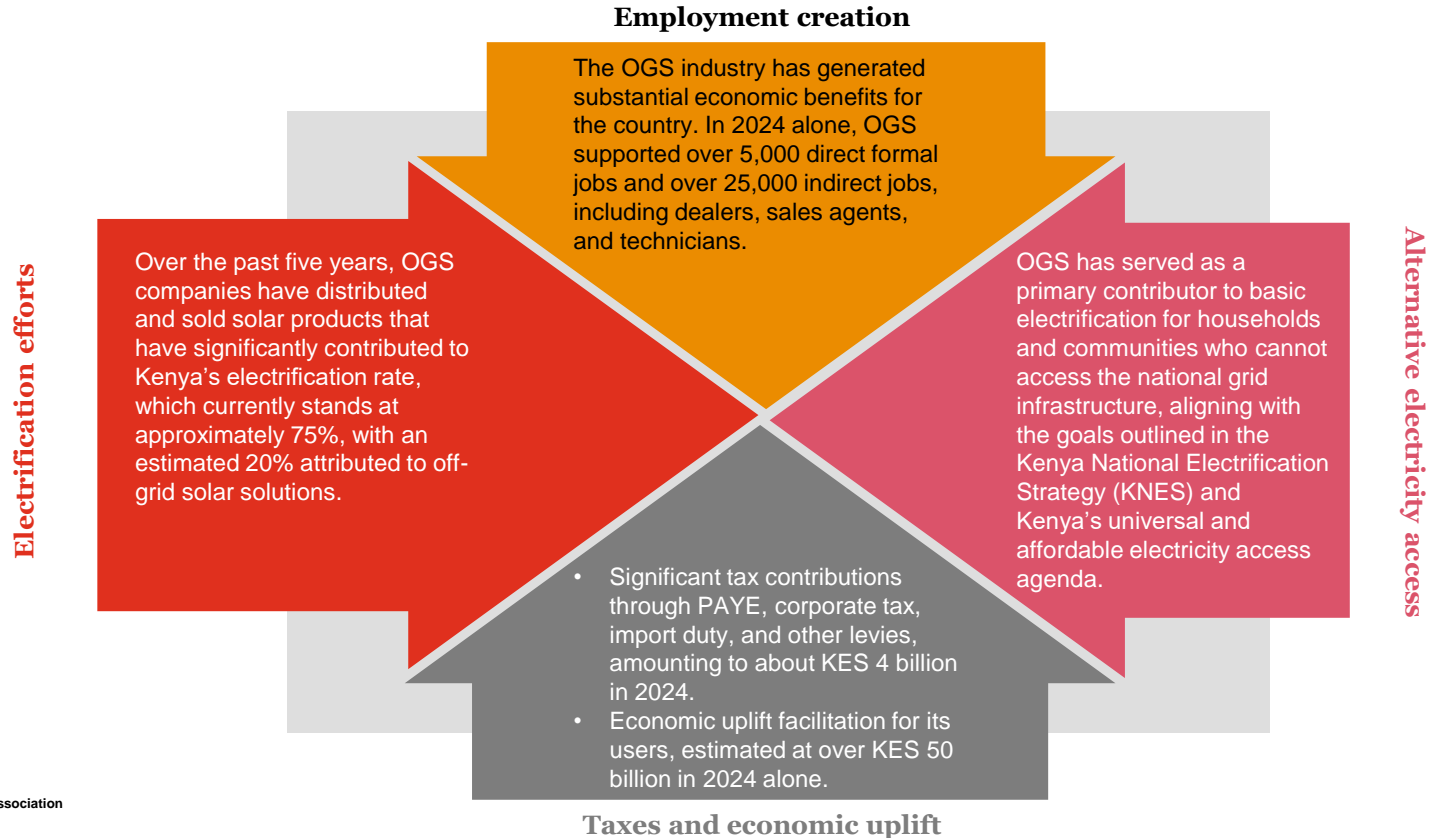 Employment creation
The OGS industry has generated
substantial economic benefits for
the country. In 2024 alone, OGS
supported over 5,000 direct formal
jobs and over 25,000 indirect jobs,
including dealers, sales agents,
and technicians.
Electrification efforts
Over the past five years, OGS
companies have distributed
and sold solar products that
have significantly contributed to
Kenya’s electrification rate,
which currently stands at
approximately 75%, with an
estimated 20% attributed to off-
grid solar solutions.
OGS has served as a
primary contributor to basic
electrification for households
and communities who cannot
access the national grid
infrastructure, aligning with
the goals outlined in the
Kenya National Electrification
Strategy (KNES) and
Kenya’s universal and
affordable electricity access
agenda.
Alternative electricity access
• Significant tax contributions
through PAYE, corporate tax,
import duty, and other levies,
amounting to about KES 4 billion
in 2024.
• Economic uplift facilitation for its
users, estimated at over KES 50
billion in 2024 alone.
Taxes and economic uplift